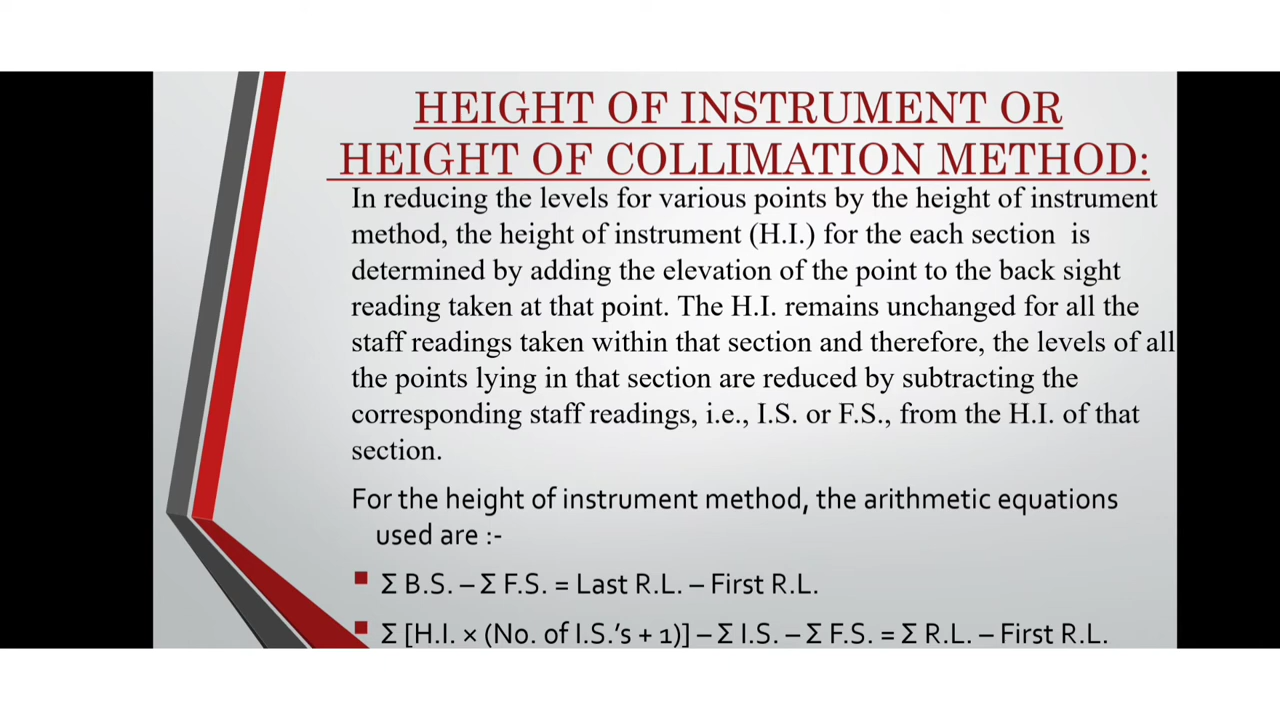 HEIGHT OF INSTRUMENT OR
HEIGHT OF COLLIMATION METHOD:
In reducing the levels for various points by the height of instrument
method, the height of instrument (H.I.) for the each section is
determined by adding the elevation of the point to the back sight
reading taken at that point. The H.I. remains unchanged for all the
staff readings taken within that section and therefore, the levels of all
the points lying in that section are reduced by subtracting the
corresponding staff readings, i.e., I.S. or F.S., from the H.I. of that
section.
For the height of instrument method, the arithmetic equations
used are :-
▪ Σ B.S. – Σ F.S. = Last R.L. – First R.L.
▪ Σ [H.I. × (No. of I.S.’s + 1)] – Σ I.S. – Σ F.S. = Σ R.L. – First R.L.